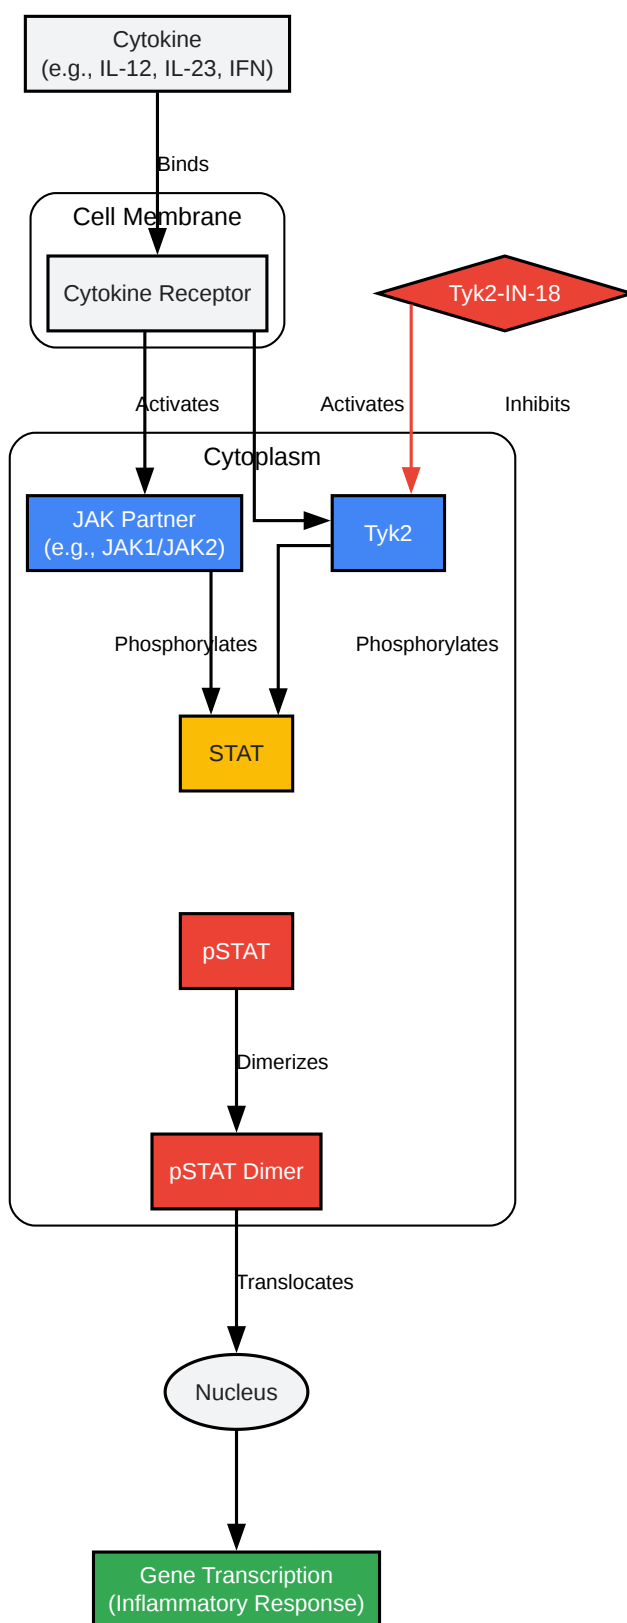 Cytokine
(e.g., IL-12, IL-23, IFN)
Binds
Cell Membrane
Cytokine Receptor
Tyk2-IN-18
Activates
Activates
Inhibits
Cytoplasm
JAK Partner
(e.g., JAK1/JAK2)
Tyk2
Phosphorylates
Phosphorylates
STAT
pSTAT
Dimerizes
pSTAT Dimer
Translocates
Nucleus
Gene Transcription
(Inflammatory Response)